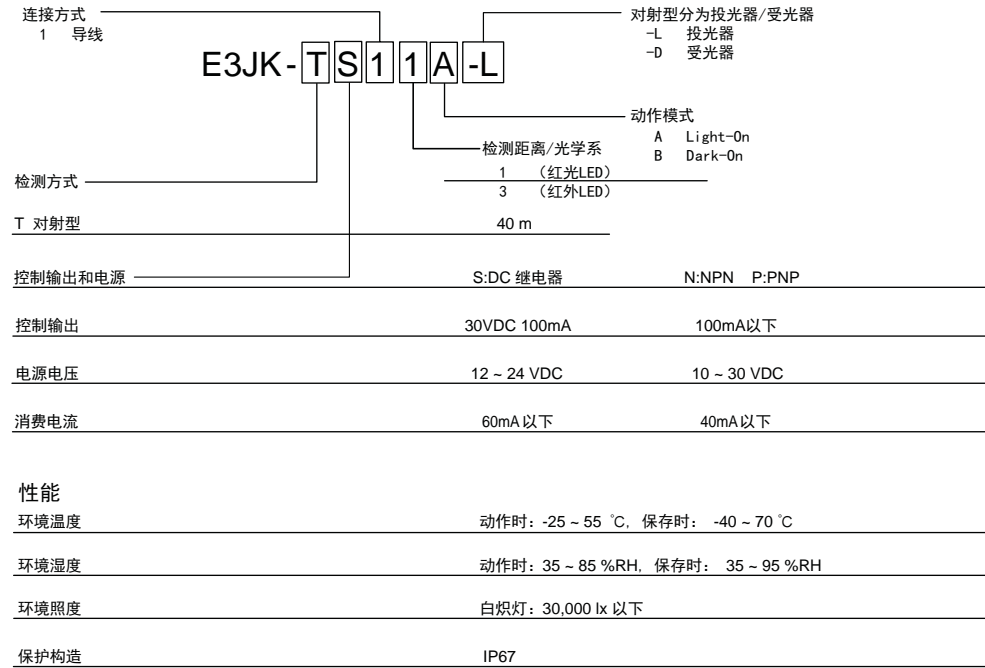 连接方式
1 导线
对射型分为投光器/受光器
-L 投光器
-D 受光器
E3JK-TS11A-L
动作模式
A Light-On
B Dark-On
检测距离/光学系
1 (红光LED)
3 (红外LED)
检测方式
T 对射型 40 m
控制输出和电源 S:DC 继电器 N:NPN P:PNP
控制输出 30VDC 100mA 100mA以下
电源电压 12 ~ 24 VDC 10 ~ 30 VDC
消费电流 60mA以下 40mA以下
性能
环境温度 动作时: -25 ~ 55 ℃, 保存时: -40 ~ 70 ℃
环境湿度 动作时: 35 ~ 85 %RH, 保存时: 35 ~ 95 %RH
环境照度 白炽灯: 30,000 lx 以下
保护构造 IP67